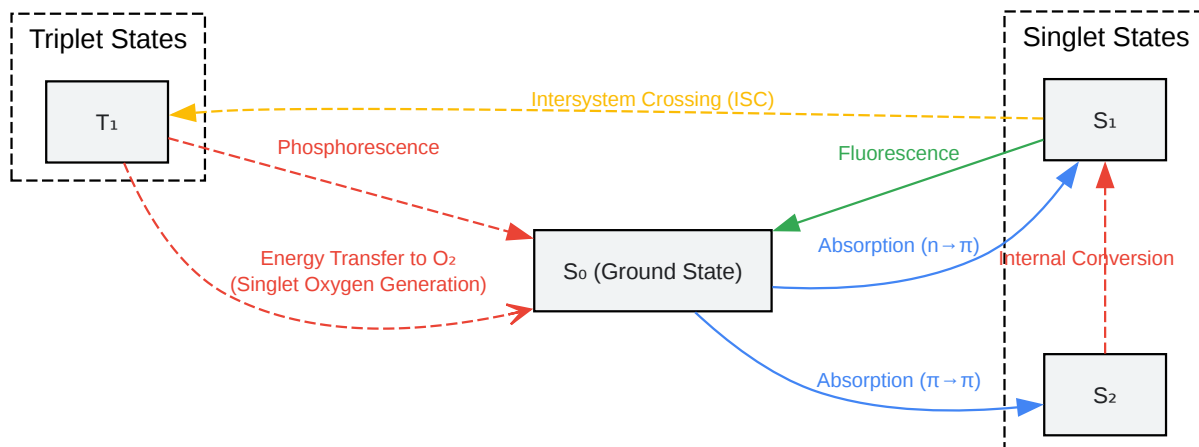 Triplet States
Singlet States
T₁
Intersystem Crossing (ISC)
S₁
Phosphorescence
Fluorescence
Energy Transfer to O₂
(Singlet Oxygen Generation)
S₀ (Ground State)
Absorption (n→π)
Internal Conversion
Absorption (π→π)
S₂